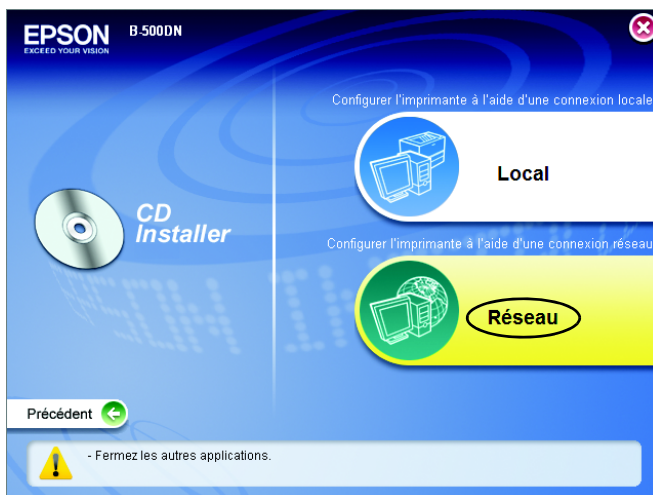 EPSON
EXCEED YOUR VISION
B-500DN
Configurer l'imprimante à l'aide d'une connexion locale
Local
CD
Installer
Configurer l'imprimante à l'aide d'une connexion réseau
Réseau
Précédent
- Fermez les autres applications.